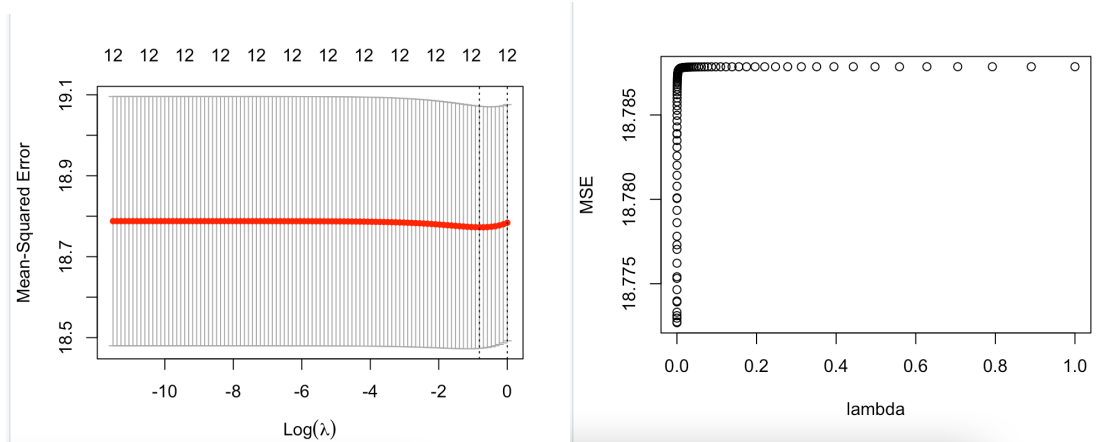 12 12 12 12 12 12 12 12 12 12 12 12
Mean-Squared Error
19.1
18.9
18.7
18.5
-10 -8 -6 -4 -2 0
Log(λ)
MSE
18.785
18.780
18.775
0.0 0.2 0.4 0.6 0.8 1.0
lambda